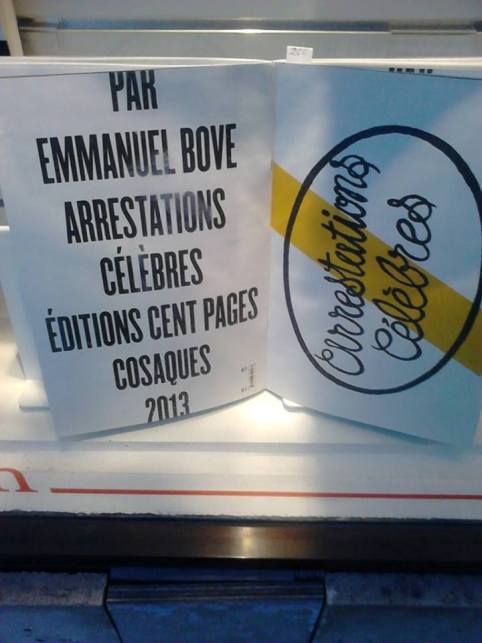 PAR
EMMANUEL BOVE
ARRESTATIONS
CÉLÈBRES
ÉDITIONS CENT PAGES
COSAQUES
2013
Arrestations
Célèbres